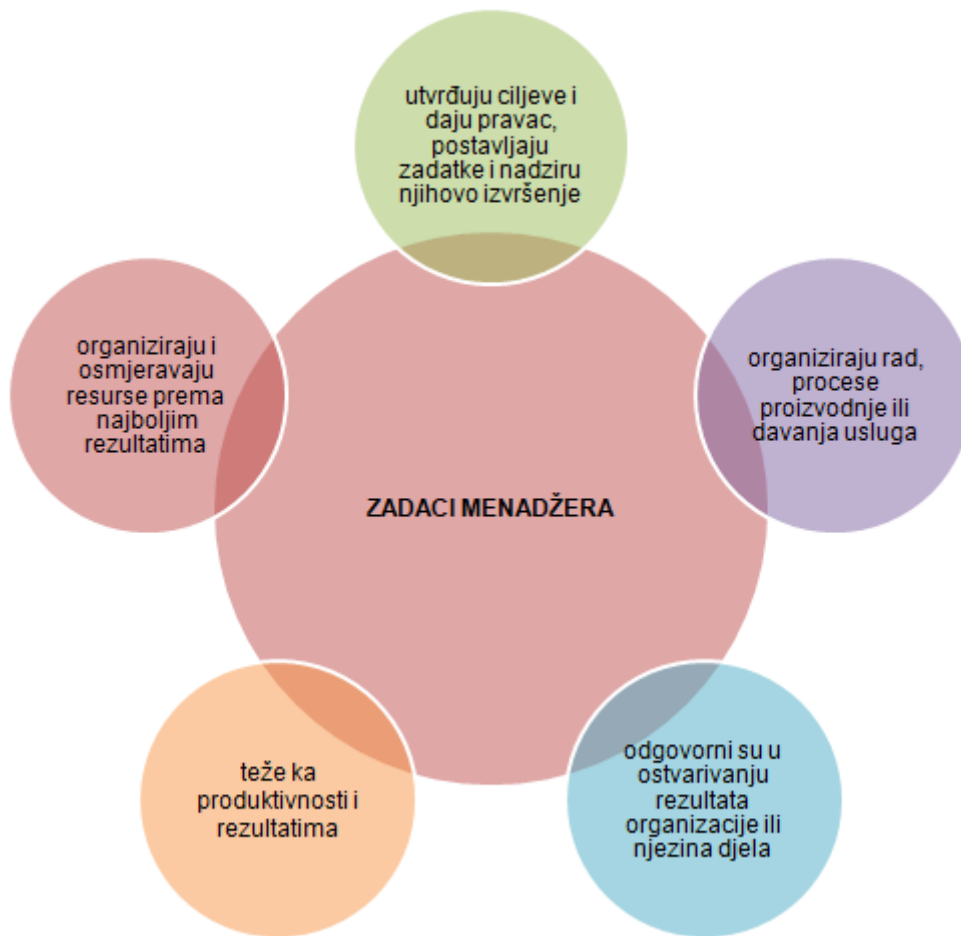 utvrđuju ciljeve i
daju pravac,
postavljaju
zadatke i nadziru
njihovo izvršenje
organiziraju rad,
procese
proizvodnje ili
davanja usluga
odgovorni su u
ostvarivanju
rezultata
organizacije ili
njezina djela
teže ka
produktivnosti i
rezultatima
organiziraju i
osmjeravaju
resurse prema
najboljim
rezultatima
ZADACI MENADŽERA